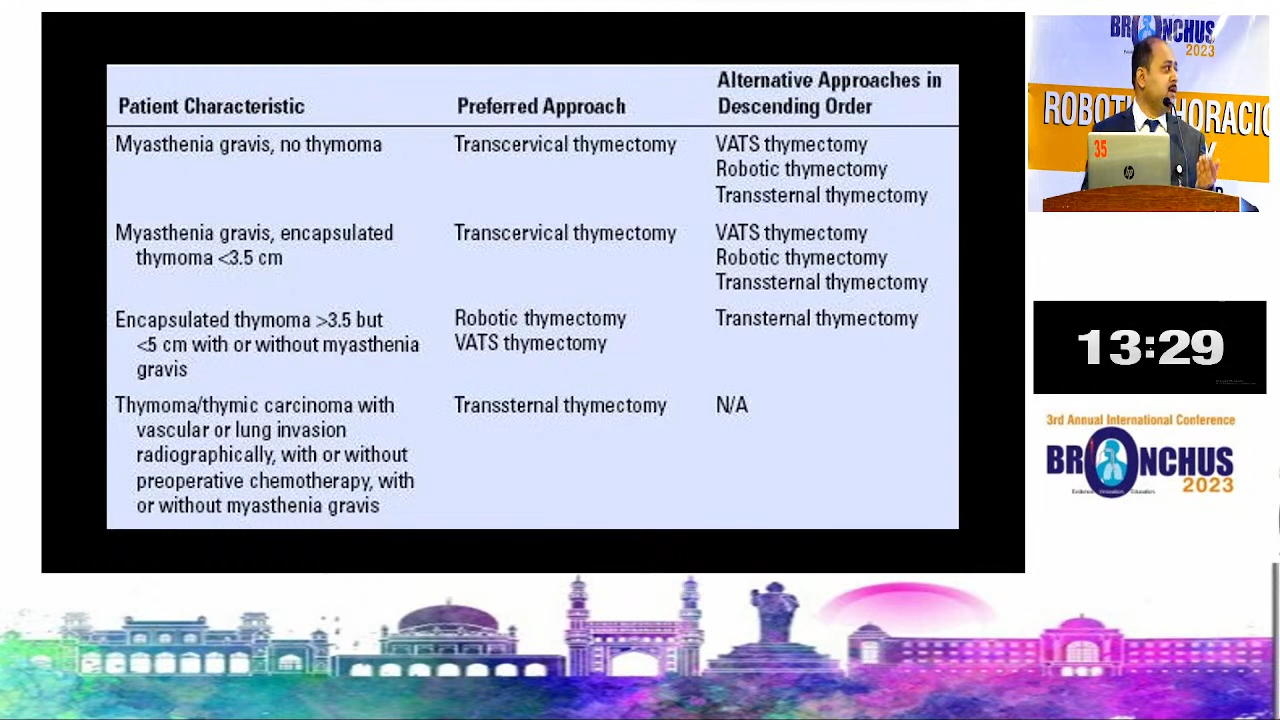 Patient Characteristic
Preferred Approach
Alternative Approaches in
Descending Order
Myasthenia gravis, no thymoma
Transcervical thymectomy
VATS thymectomy
Robotic thymectomy
Transsternal thymectomy
Myasthenia gravis, encapsulated
thymoma <3.5 cm
Transcervical thymectomy
VATS thymectomy
Robotic thymectomy
Transsternal thymectomy
Encapsulated thymoma >3.5 but
<5 cm with or without myasthenia
gravis
Robotic thymectomy
VATS thymectomy
Transternal thymectomy
Thymoma/thymic carcinoma with
vascular or lung invasion
radiographically, with or without
preoperative chemotherapy, with
or without myasthenia gravis
Transsternal thymectomy
N/A
BRONCHUS
2023
35
hp
13:29
3rd Annual International Conference
BRONCHUS
2023